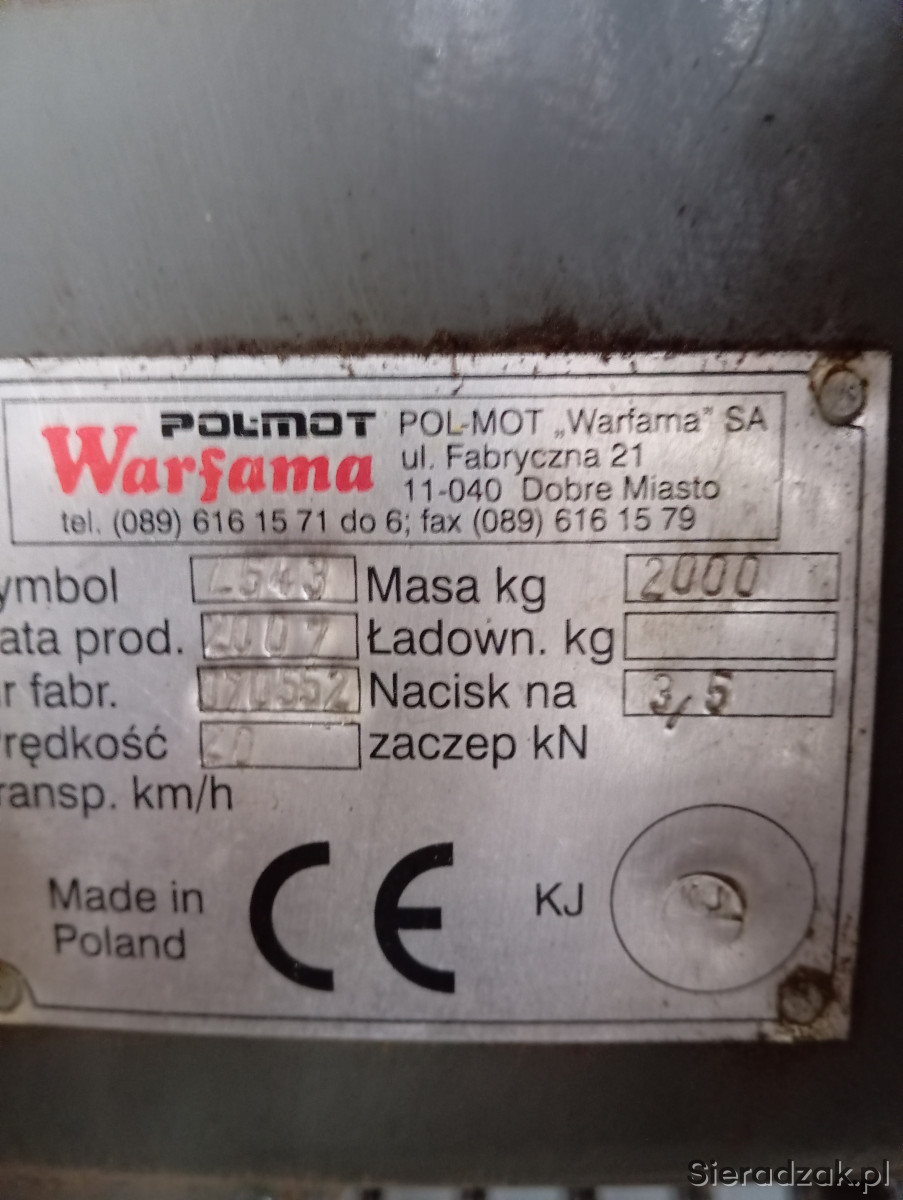 POL-MOT
Warfama
POL-MOT „Warfama" SA
ul. Fabryczna 21
11-040 Dobre Miasto
tel. (089) 616 15 71 do 6; fax (089) 616 15 79
ymbol Z543 Masa kg 2000
ata prod. 2007 Ładown. kg
r fabr. 070552 Nacisk na 3,5
rędkość zaczep kN
ransp. km/h
Made in
Poland
CE
KJ
Sieradzak.pl